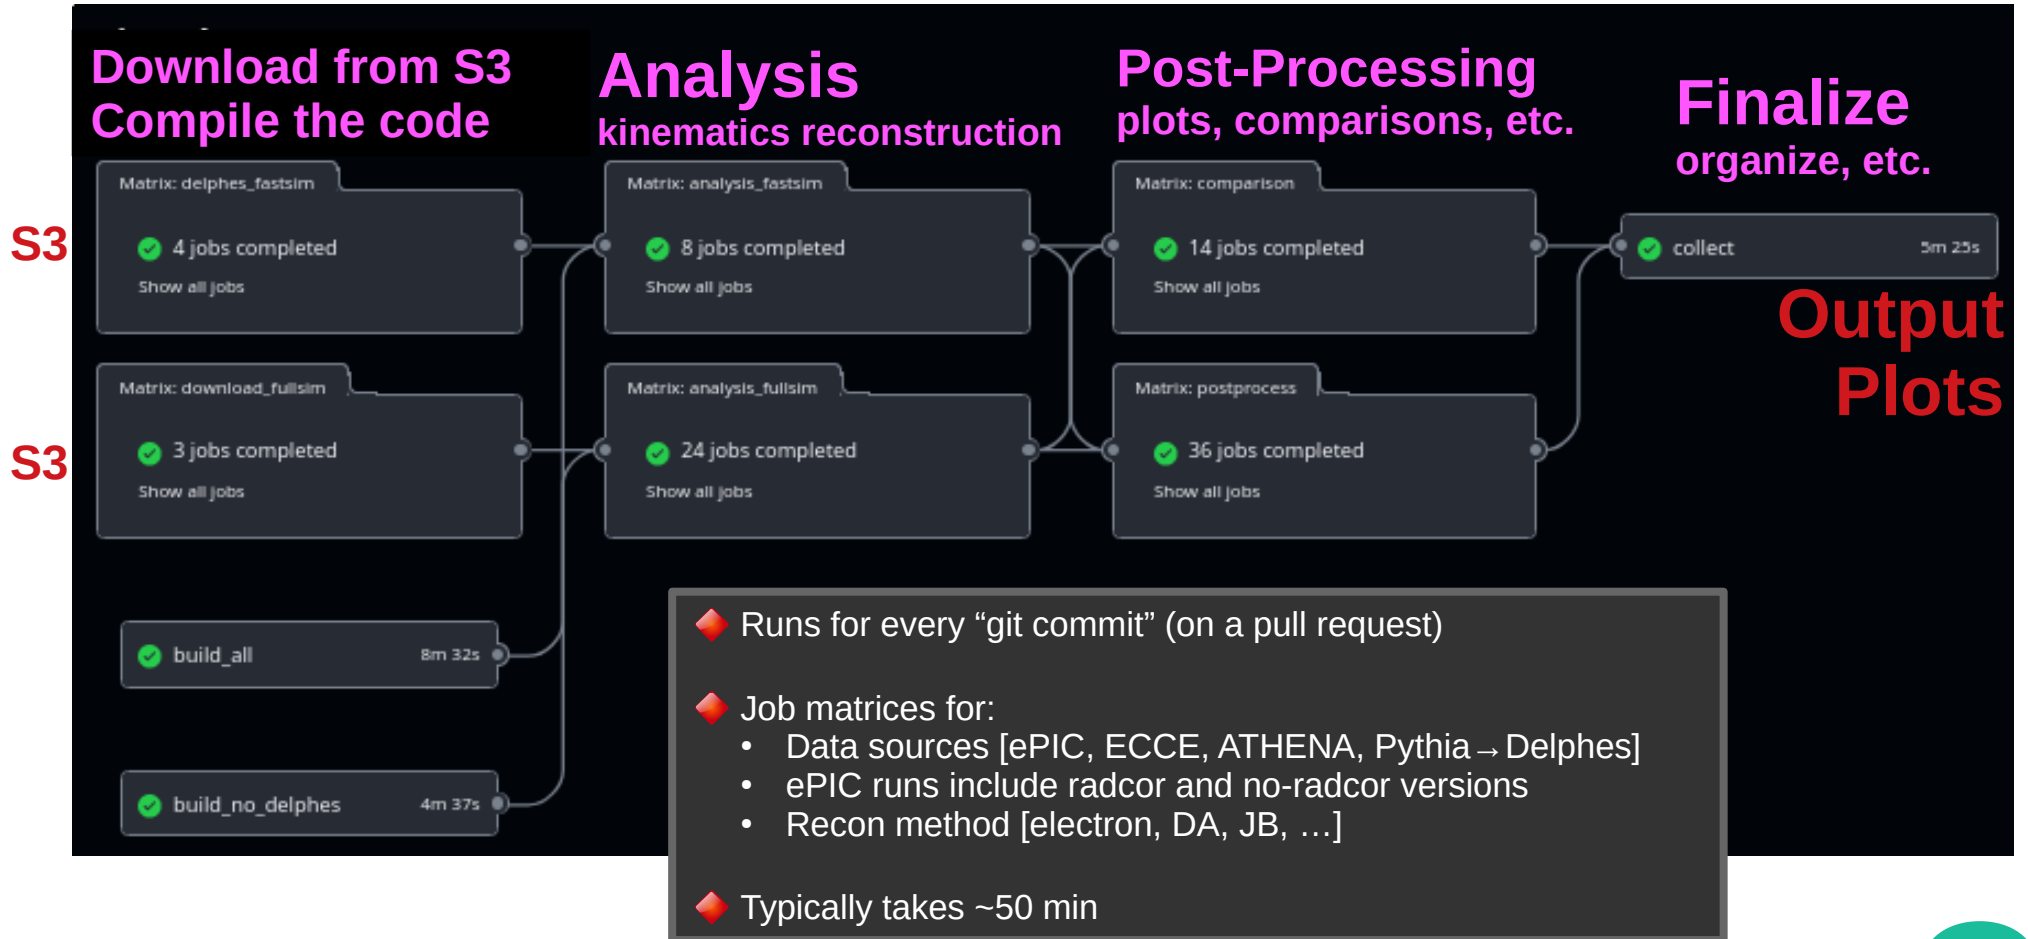 Download from S3
Compile the code
Analysis
kinematics reconstruction
Post-Processing
plots, comparisons, etc.
Finalize
organize, etc.
S3
Matrix: delphes_fastsim
4 jobs completed
Show all jobs
Matrix: analysis_fastsim
8 jobs completed
Show all jobs
Matrix: comparison
14 jobs completed
Show all jobs
collect 5m 25s
Output
Plots
S3
Matrix: download_fullsim
3 jobs completed
Show all jobs
Matrix: analysis_fullsim
24 jobs completed
Show all jobs
Matrix: postprocess
36 jobs completed
Show all jobs
build_all 8m 32s
build_no_delphes 4m 37s
Runs for every “git commit” (on a pull request)
Job matrices for:
• Data sources [ePIC, ECCE, ATHENA, Pythia→Delphes]
• ePIC runs include radcor and no-radcor versions
• Recon method [electron, DA, JB, …]
Typically takes ~50 min